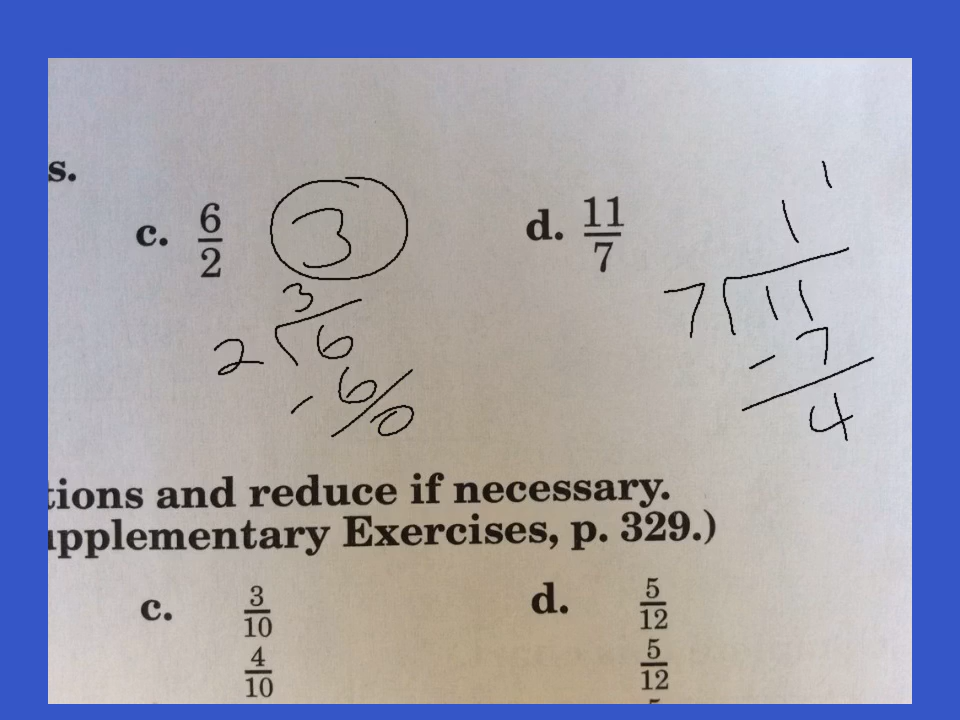 s.
c. 6/2 3
d. 11/7 1
3
2 6
- 6
0
1
7 11
- 7
4
tions and reduce if necessary.
upplementary Exercises, p. 329.)
c. 3/10
4/10
d. 5/12
5/12